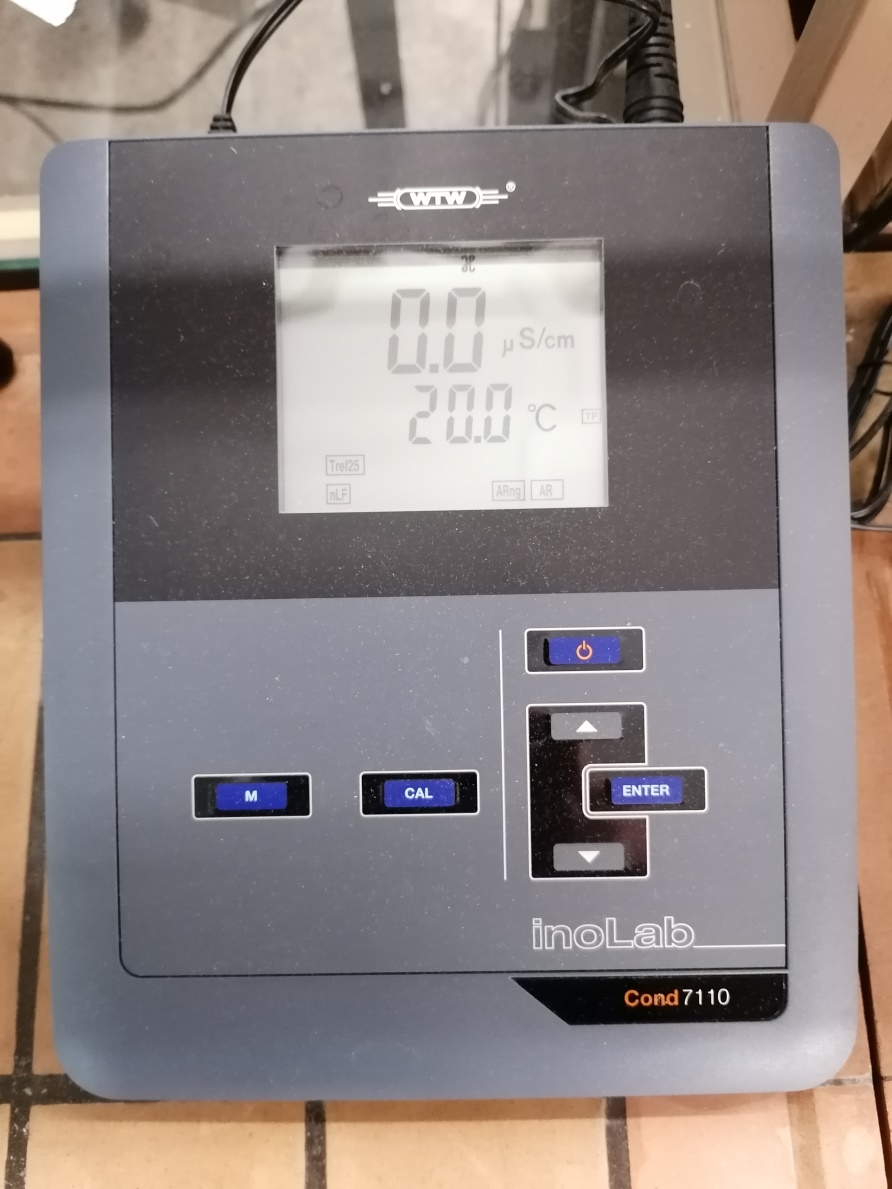 WTW®
0.0 µS/cm
20.0 °C TP
Tref25
nLF ARng AR
M CAL ENTER
inoLab
Cond 7110